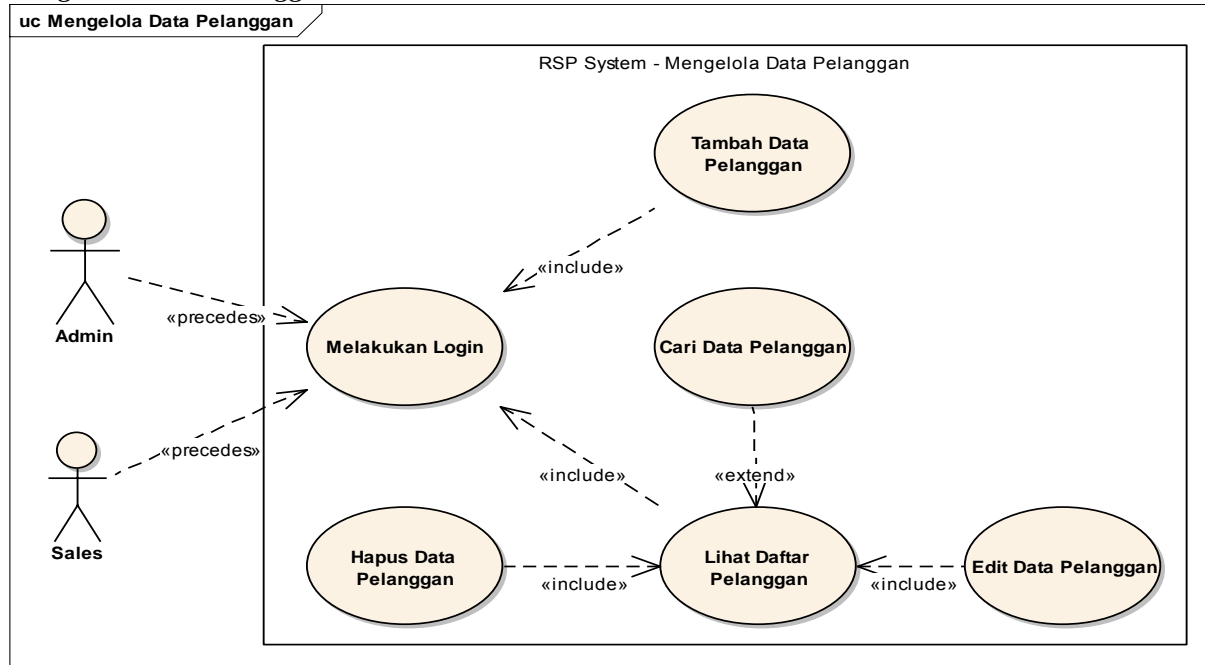 uc Mengelola Data Pelanggan
RSP System - Mengelola Data Pelanggan
Tambah Data
Pelanggan
«include»
Admin
«precedes»
Melakukan Login
Cari Data Pelanggan
Sales
«precedes»
«include»
«extend»
Hapus Data
Pelanggan
«include»
Lihat Daftar
Pelanggan
«include»
Edit Data Pelanggan